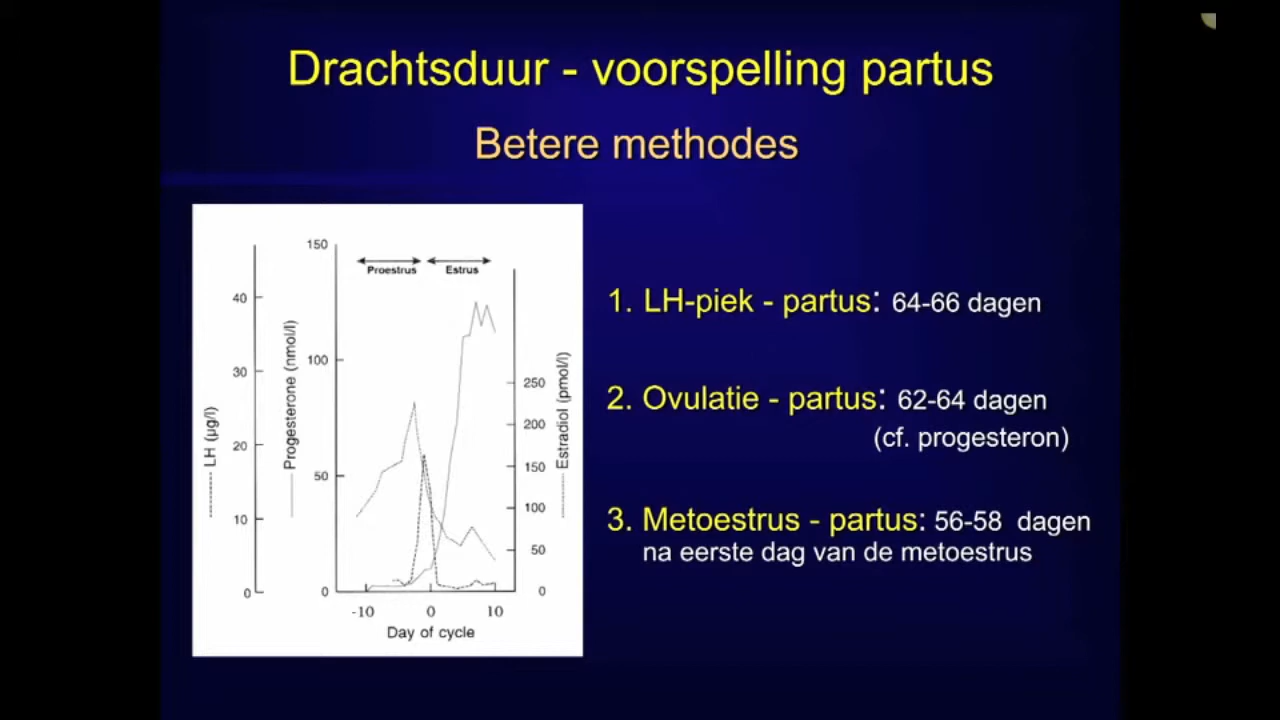 Drachtsduur - voorspelling partus
Betere methodes
150
100
50
0
40
30
20
10
0
Proestrus
Estrus
LH (µg/l)
Progesterone (nmol/l)
250
200
150
100
50
0
Estradiol (pmol/l)
-10
0
10
Day of cycle
1. LH-piek - partus: 64-66 dagen
2. Ovulatie - partus: 62-64 dagen
(cf. progesteron)
3. Metoestrus - partus: 56-58 dagen
na eerste dag van de metoestrus